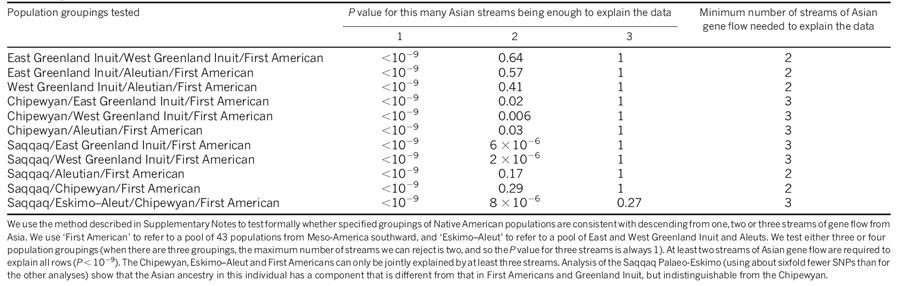 Population groupings tested P value for this many Asian streams being enough to explain the data Minimum number of streams of Asian gene flow needed to explain the data
1 2 3
East Greenland Inuit/West Greenland Inuit/First American <10⁻⁹ 0.64 1 2
East Greenland Inuit/Aleutian/First American <10⁻⁹ 0.57 1 2
West Greenland Inuit/Aleutian/First American <10⁻⁹ 0.41 1 2
Chipewyan/East Greenland Inuit/First American <10⁻⁹ 0.02 1 3
Chipewyan/West Greenland Inuit/First American <10⁻⁹ 0.006 1 3
Chipewyan/Aleutian/First American <10⁻⁹ 0.03 1 3
Saqqaq/East Greenland Inuit/First American <10⁻⁹ 6 × 10⁻⁶ 1 3
Saqqaq/West Greenland Inuit/First American <10⁻⁹ 2 × 10⁻⁶ 1 3
Saqqaq/Aleutian/First American <10⁻⁹ 0.17 1 2
Saqqaq/Chipewyan/First American <10⁻⁹ 0.29 1 2
Saqqaq/Eskimo–Aleut/Chipewyan/First American <10⁻⁹ 8 × 10⁻⁶ 0.27 3
We use the method described in Supplementary Notes to test formally whether specified groupings of Native American populations are consistent with descending from one, two or three streams of gene flow from
Asia. We use 'First American' to refer to a pool of 43 populations from Meso-America southward, and 'Eskimo–Aleut' to refer to a pool of East and West Greenland Inuit and Aleuts. We test either three or four
population groupings (when there are three groupings, the maximum number of streams we can reject is two, and so the P value for three streams is always 1). At least two streams of Asian gene flow are required to
explain all rows (P < 10⁻⁹). The Chipewyan, Eskimo–Aleut and First Americans can only be jointly explained by at least three streams. Analysis of the Saqqaq Palaeo-Eskimo (using about sixfold fewer SNPs than for
the other analyses) show that the Asian ancestry in this individual has a component that is different from that in First Americans and Greenland Inuit, but indistinguishable from the Chipewyan.